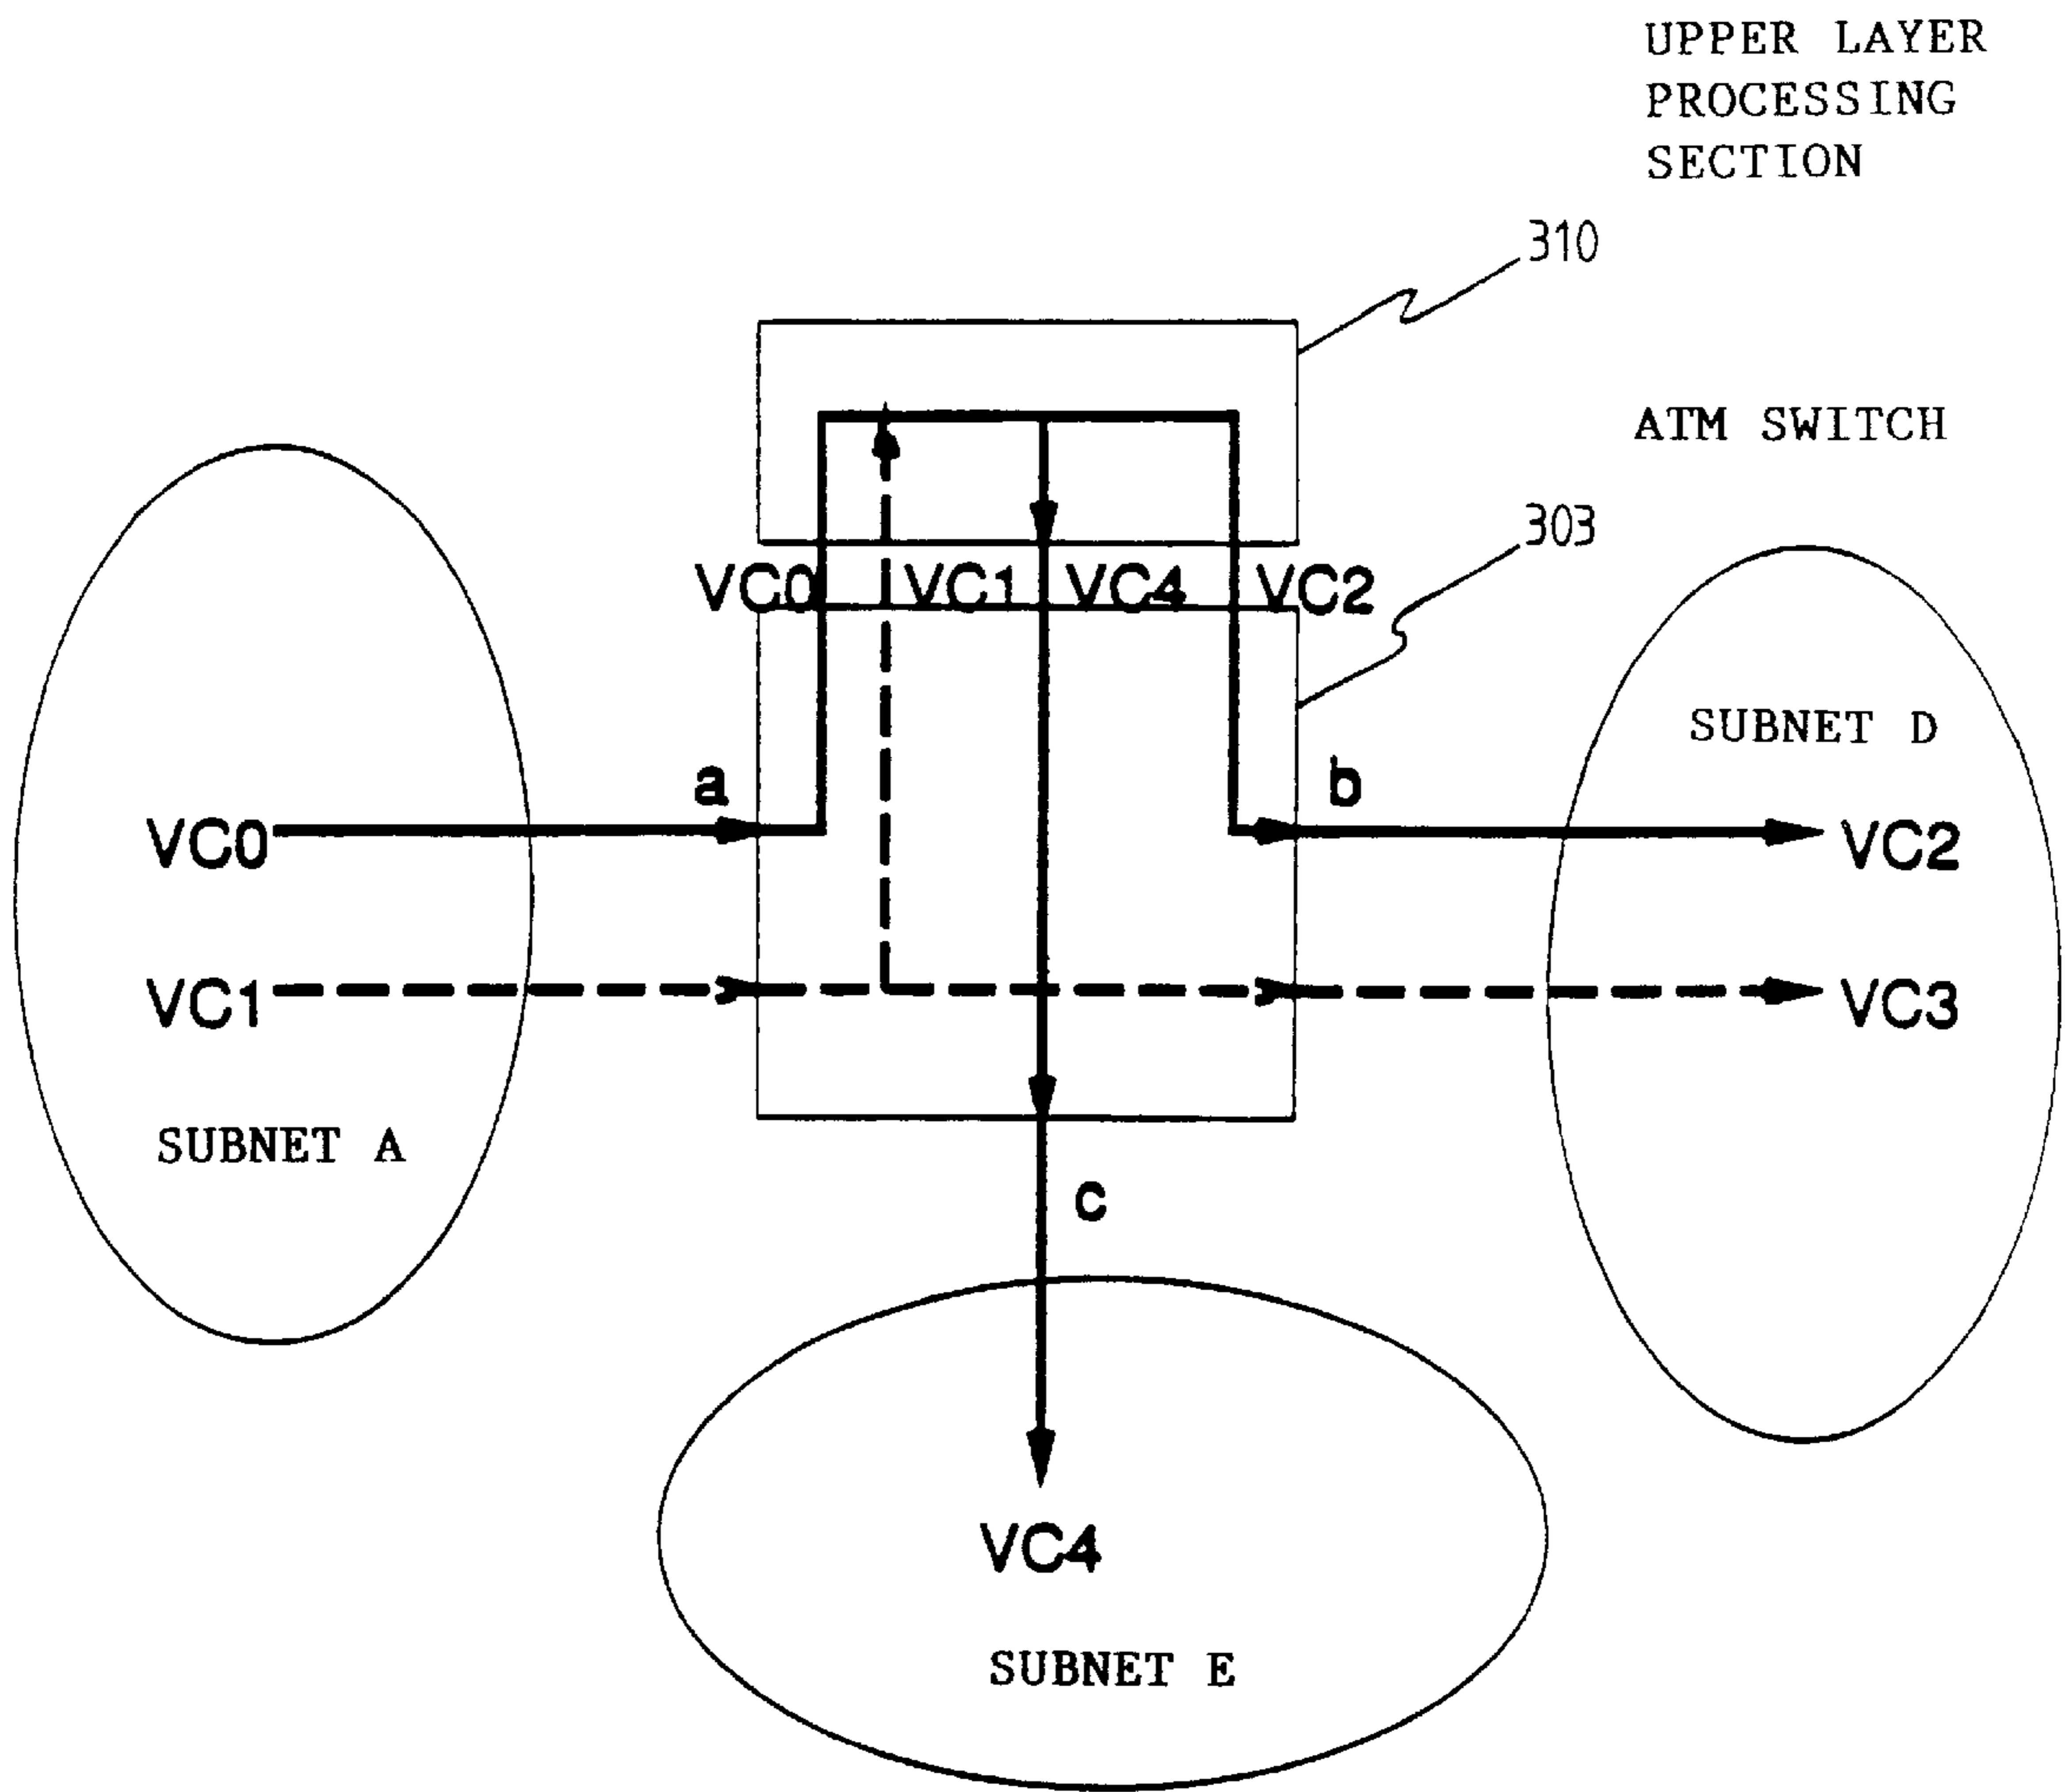 UPPER LAYER
PROCESSING
SECTION
310
ATM SWITCH
303
VC0 VC1 VC4 VC2
SUBNET D
a b
VC0 VC2
VC1 VC3
SUBNET A
c
VC4
SUBNET E